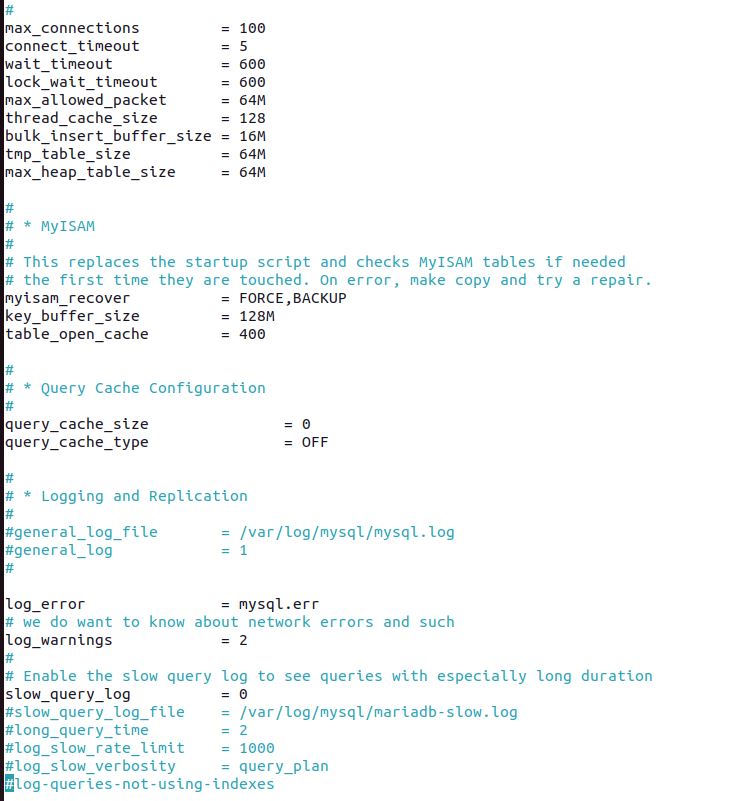 #
max_connections         = 100
connect_timeout         = 5
wait_timeout            = 600
lock_wait_timeout       = 600
max_allowed_packet      = 64M
thread_cache_size       = 128
bulk_insert_buffer_size = 16M
tmp_table_size          = 64M
max_heap_table_size     = 64M
#
# * MyISAM
#
# This replaces the startup script and checks MyISAM tables if needed
# the first time they are touched. On error, make copy and try a repair.
myisam_recover          = FORCE,BACKUP
key_buffer_size         = 128M
table_open_cache        = 400
#
# * Query Cache Configuration
#
query_cache_size               = 0
query_cache_type               = OFF
#
# * Logging and Replication
#
#general_log_file       = /var/log/mysql/mysql.log
#general_log            = 1
#
log_error               = mysql.err
# we do want to know about network errors and such
log_warnings            = 2
#
# Enable the slow query log to see queries with especially long duration
slow_query_log          = 0
#slow_query_log_file    = /var/log/mysql/mariadb-slow.log
#long_query_time        = 2
#log_slow_rate_limit    = 1000
#log_slow_verbosity     = query_plan
#log-queries-not-using-indexes